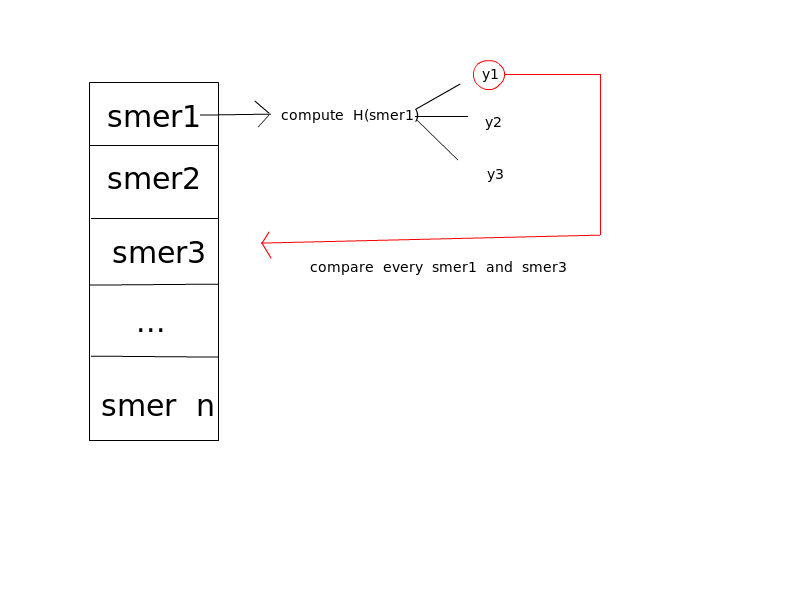 smer1
compute H(smer1)
y1
y2
y3
smer2
smer3
compare every smer1 and smer3
...
smer n